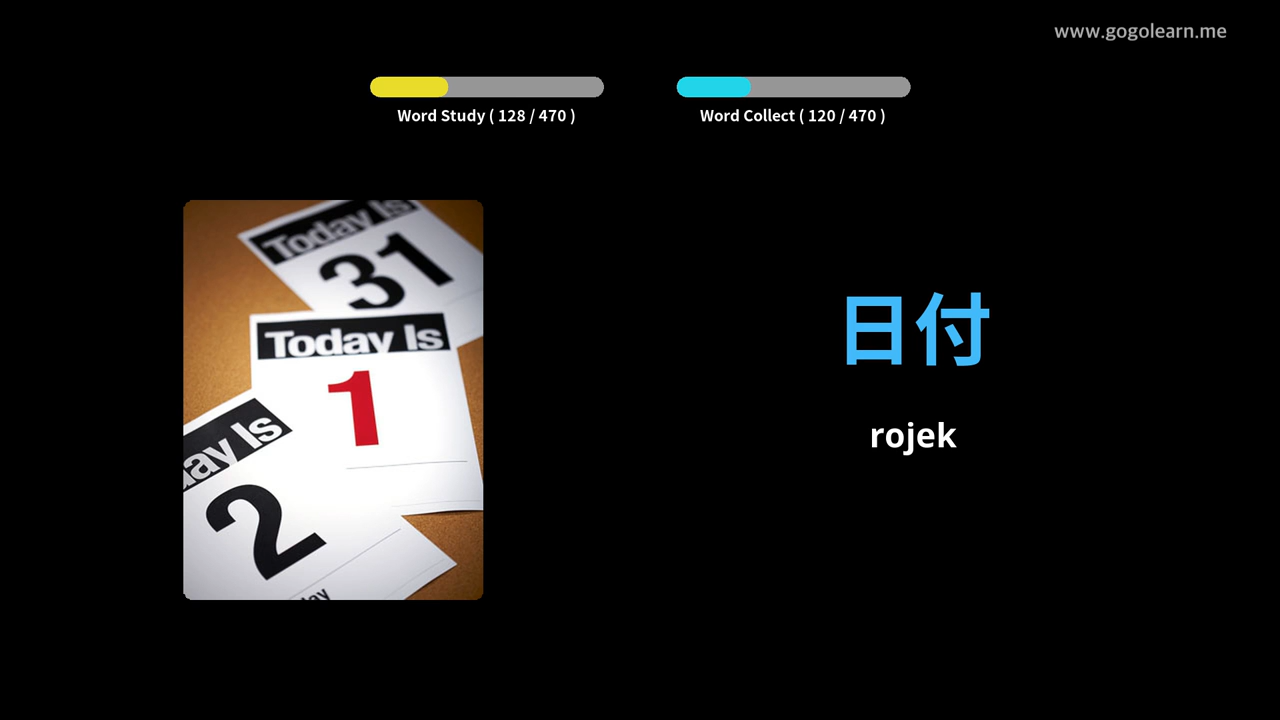 www.gogolearn.me
Word Study ( 128 / 470 )
Word Collect ( 120 / 470 )
Today Is
31
Today Is
1
ay Is
2
日付
rojek